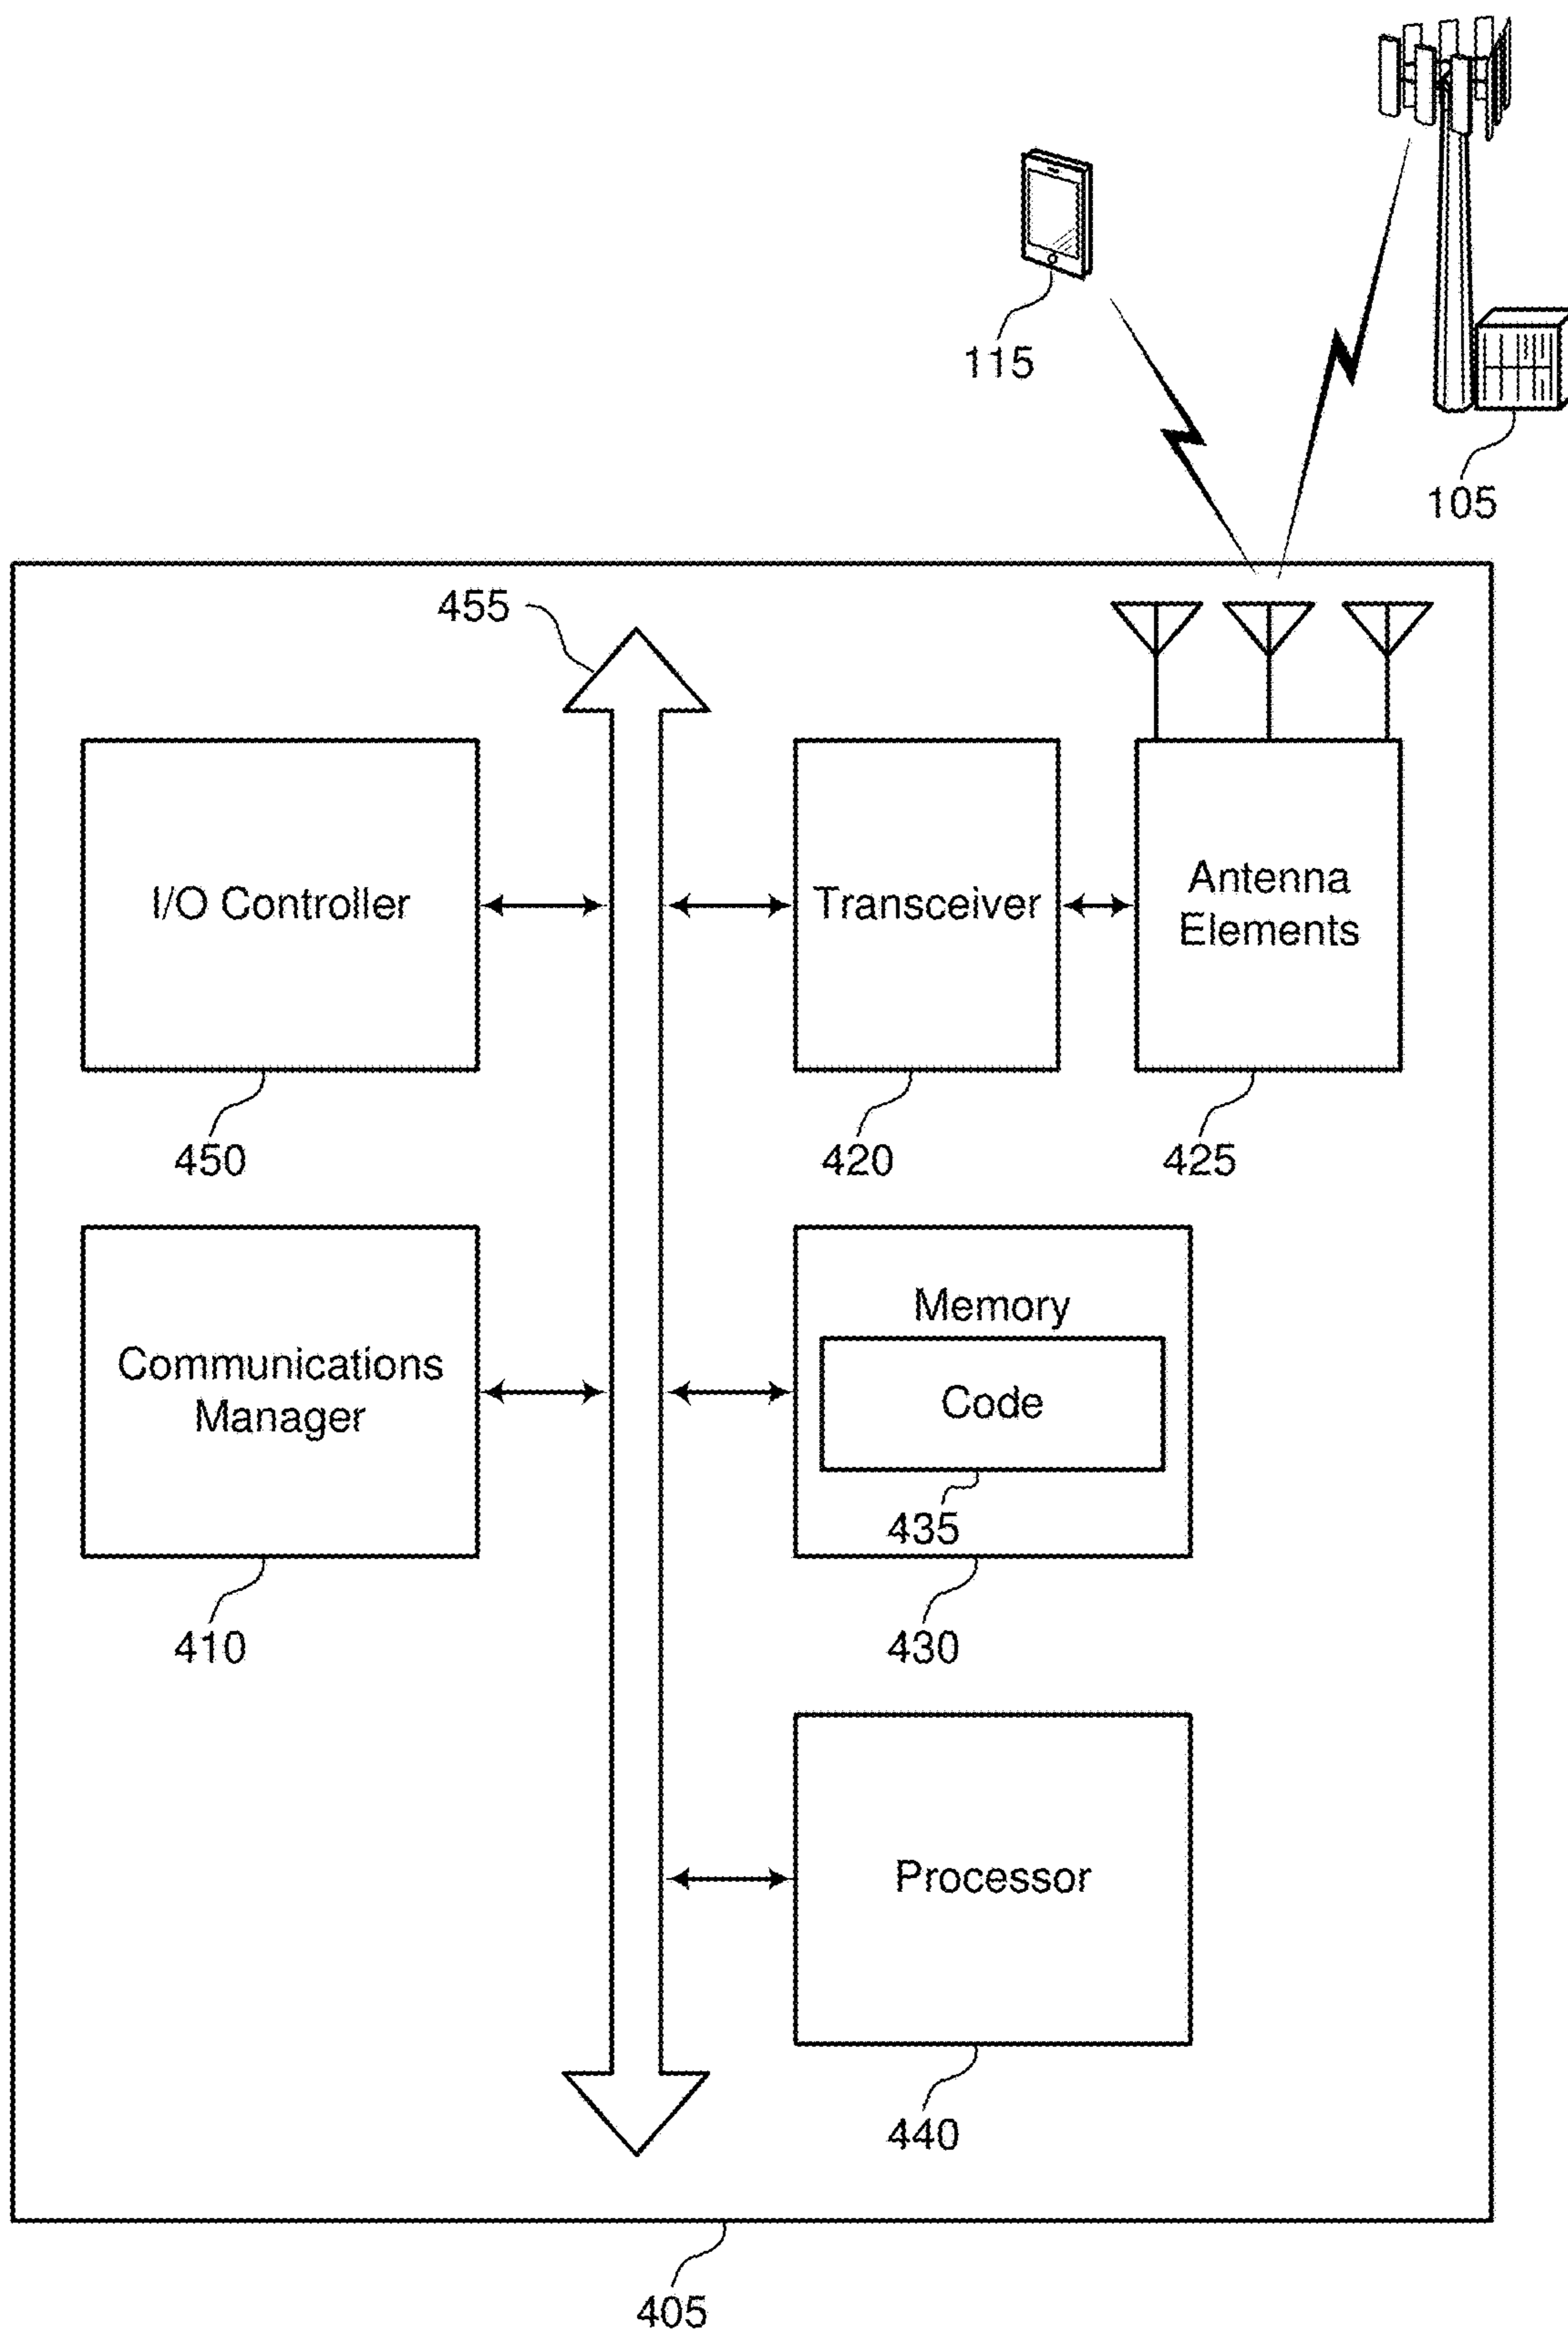 115
105
455
I/O Controller
Transceiver
Antenna
Elements
450
420
425
Communications
Manager
Memory
Code
435
410
430
Processor
440
405